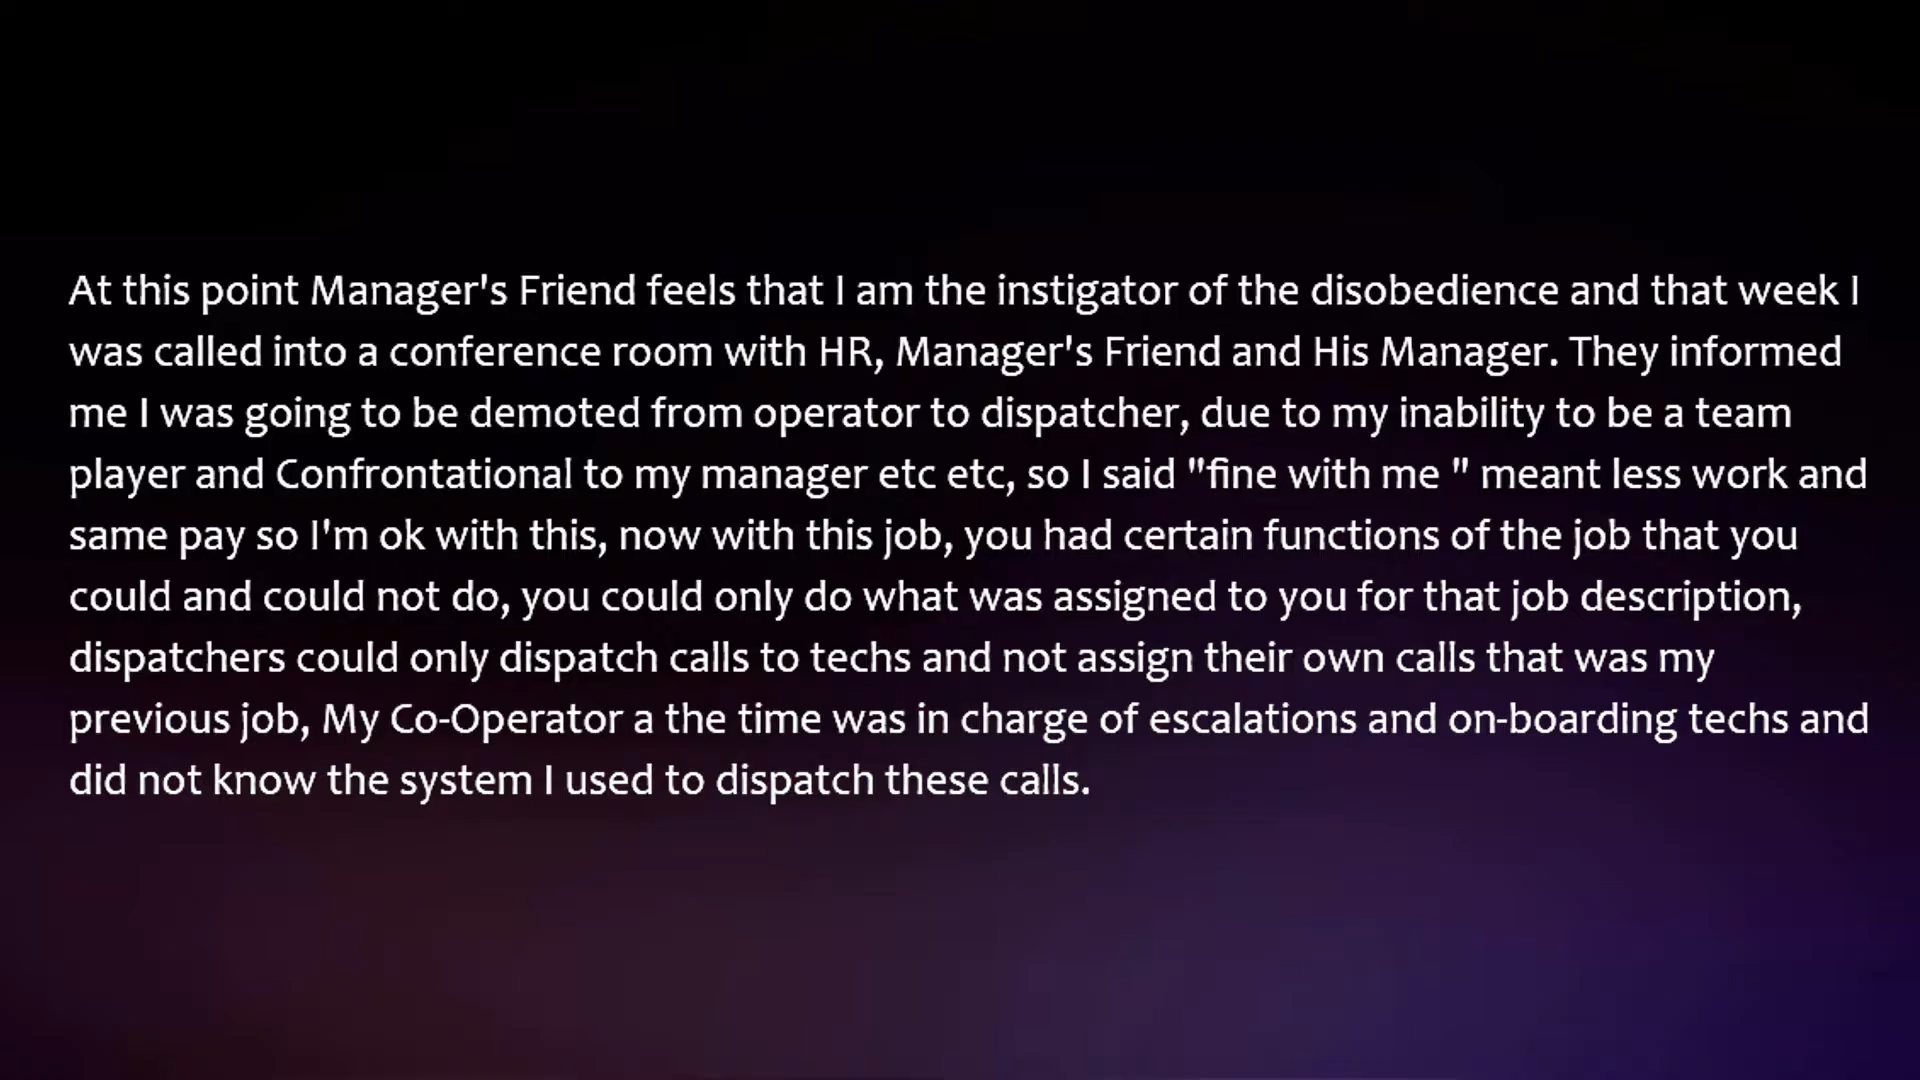 At this point Manager's Friend feels that I am the instigator of the disobedience and that week I
was called into a conference room with HR, Manager's Friend and His Manager. They informed
me I was going to be demoted from operator to dispatcher, due to my inability to be a team
player and Confrontational to my manager etc etc, so I said "fine with me " meant less work and
same pay so I'm ok with this, now with this job, you had certain functions of the job that you
could and could not do, you could only do what was assigned to you for that job description,
dispatchers could only dispatch calls to techs and not assign their own calls that was my
previous job, My Co-Operator a the time was in charge of escalations and on-boarding techs and
did not know the system I used to dispatch these calls.